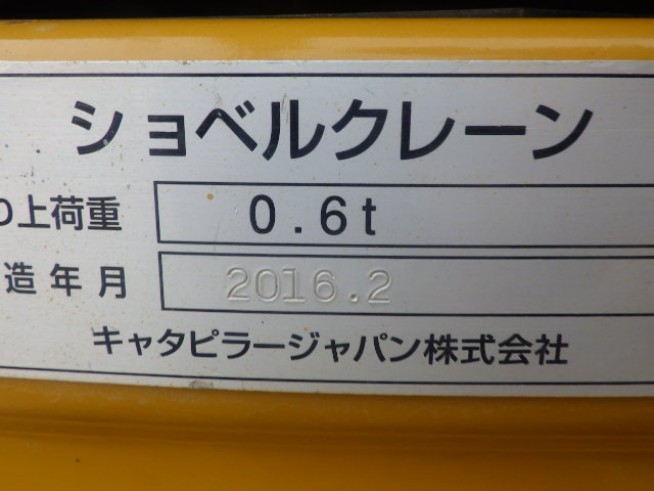 ショベルクレーン
上荷重 0.6t
造年月 2016.2
キャタピラージャパン株式会社